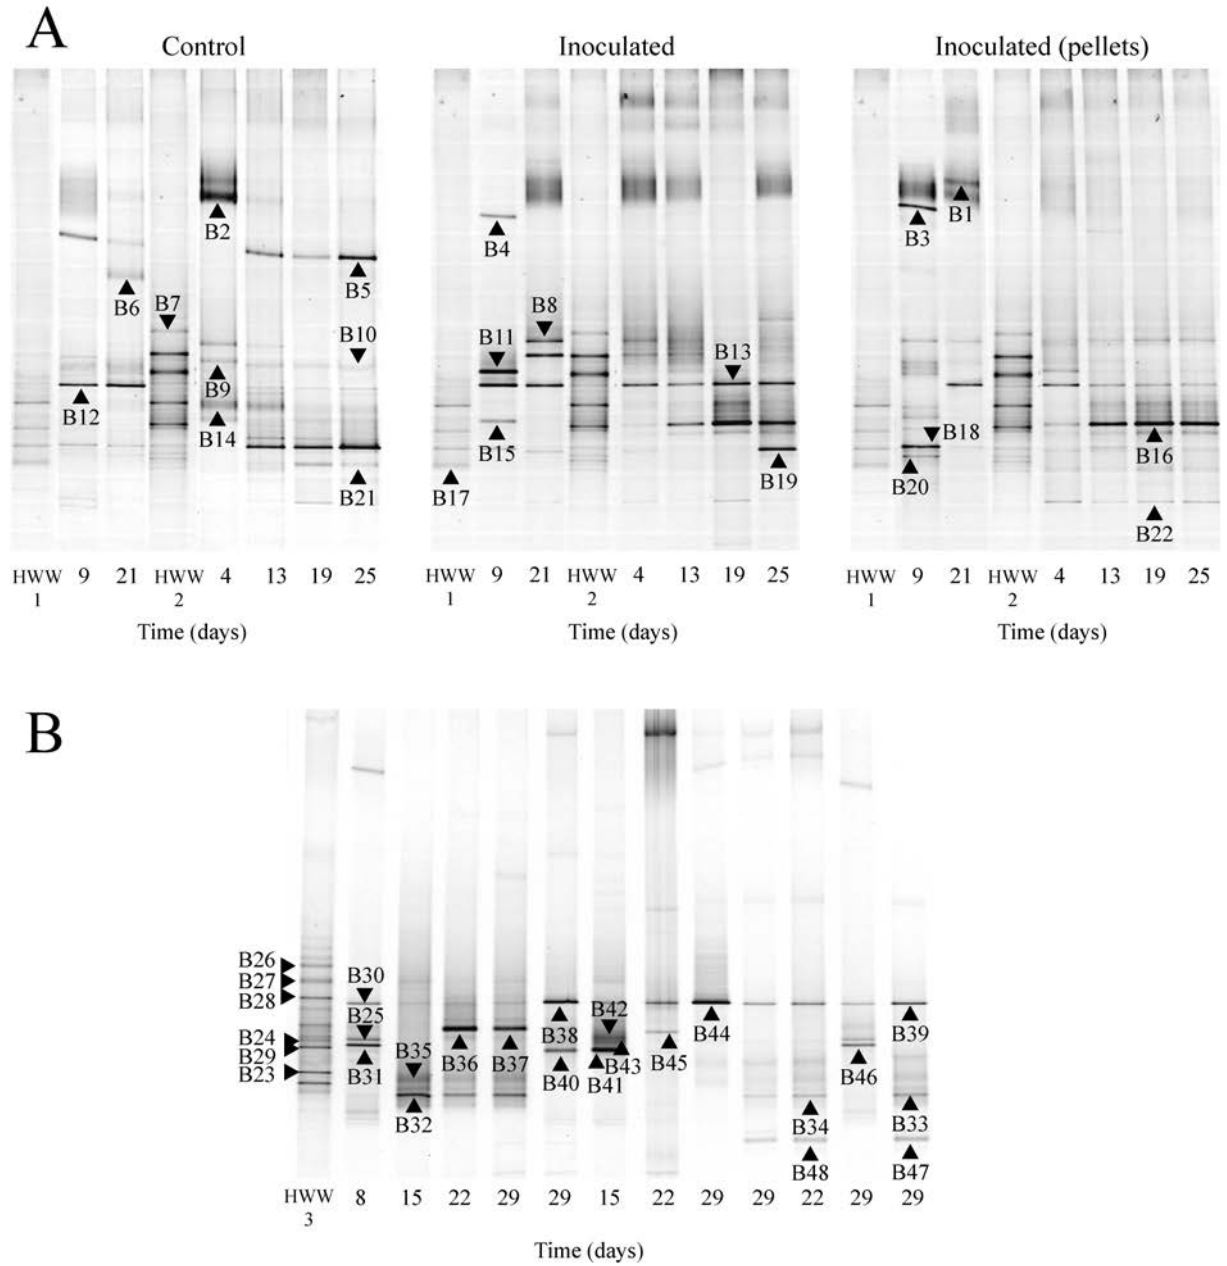 A
Control
Inoculated
Inoculated (pellets)
B2
B6
B7
B5
B10
B12
B9
B14
B21
B4
B11
B8
B13
B15
B17
B19
B3
B1
B18
B20
B16
B22
HWW 9 21 HWW 4 13 19 25
1 2
Time (days)
HWW 9 21 HWW 4 13 19 25
1 2
Time (days)
HWW 9 21 HWW 4 13 19 25
1 2
Time (days)
B
B26
B27
B28
B24
B29
B23
B30
B25
B31
B35
B32
B36
B37
B38
B40
B42
B43
B41
B45
B44
B34
B48
B46
B39
B33
B47
HWW 8 15 22 29 29 15 22 29 29 22 29 29
3
Time (days)